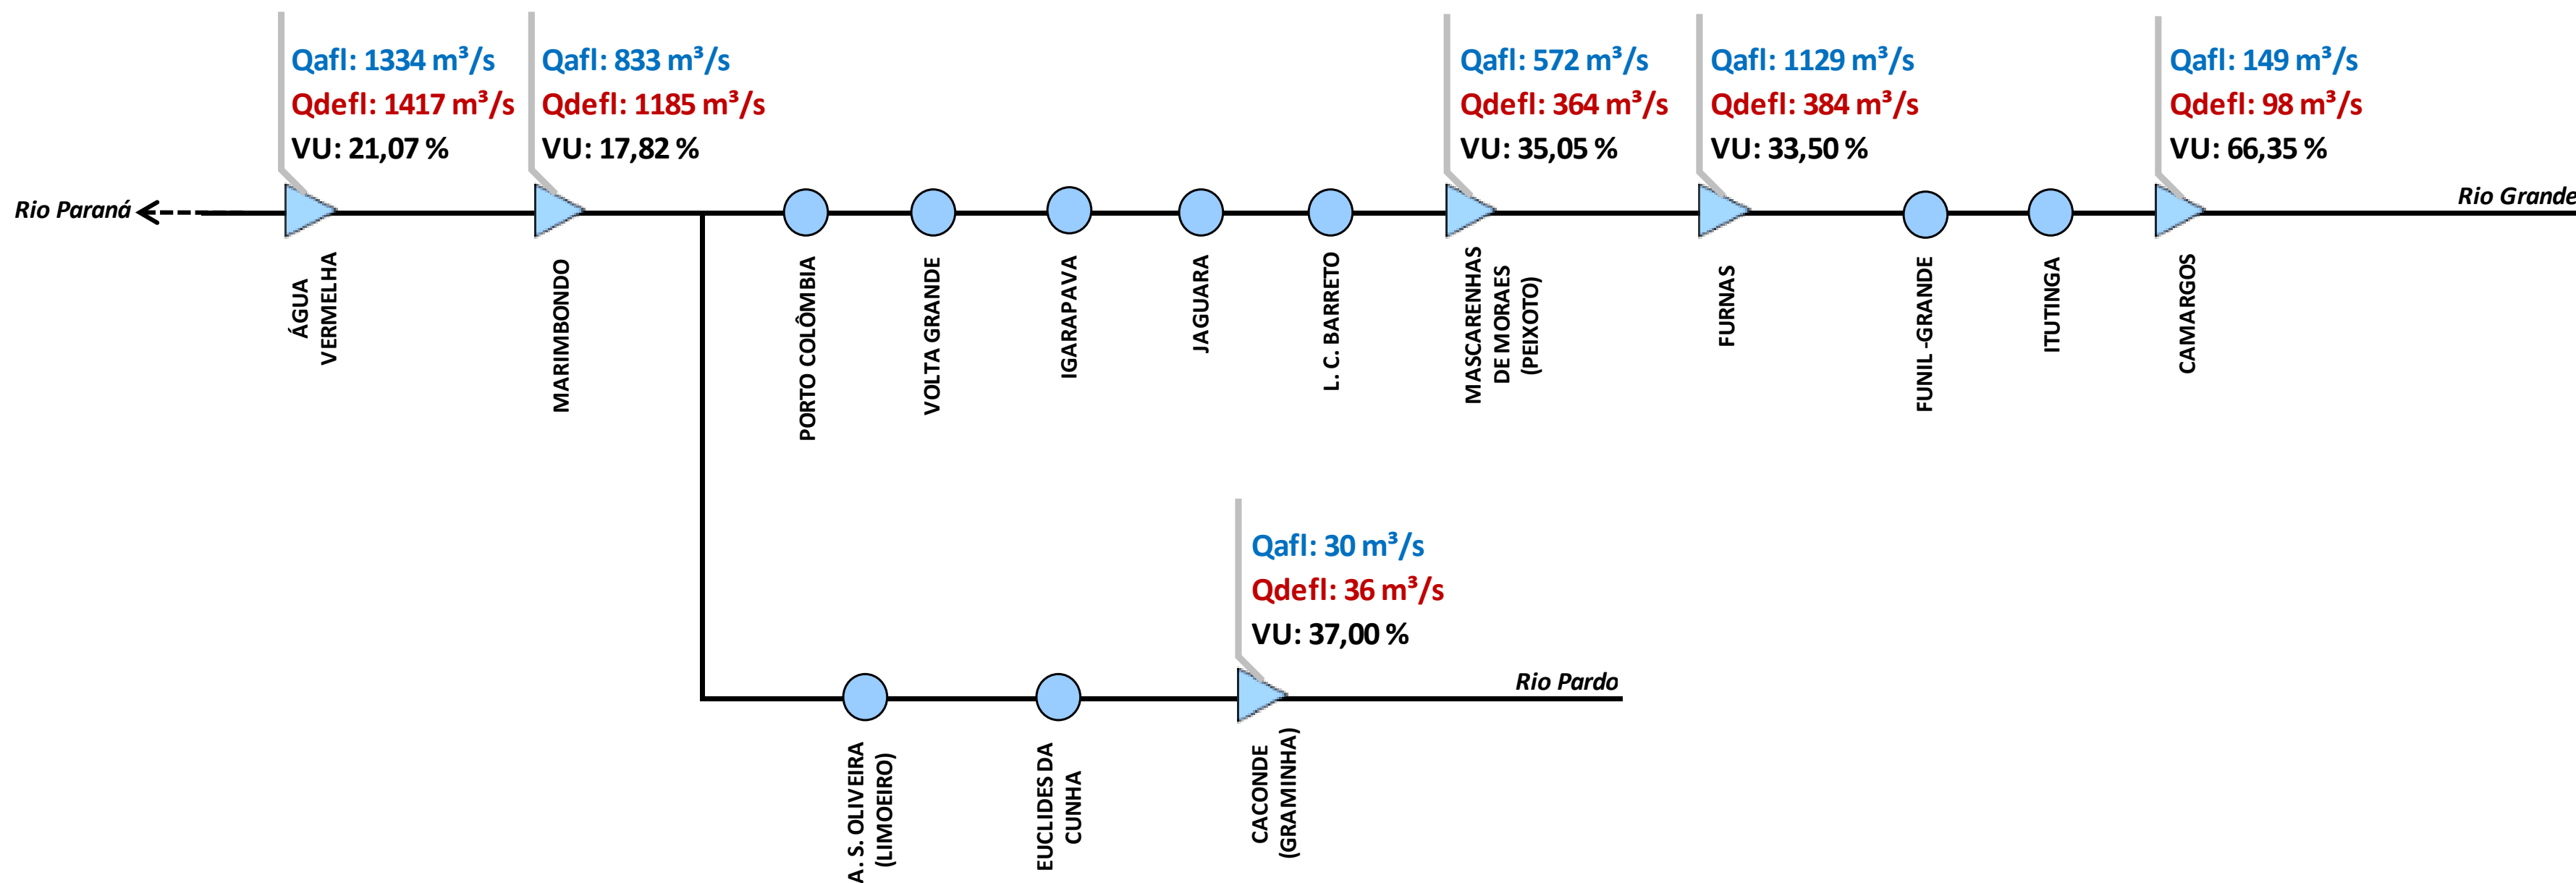 Qafl: 1334 m³/s
Qdefl: 1417 m³/s
VU: 21,07 %
Qafl: 833 m³/s
Qdefl: 1185 m³/s
VU: 17,82 %
Qafl: 572 m³/s
Qdefl: 364 m³/s
VU: 35,05 %
Qafl: 1129 m³/s
Qdefl: 384 m³/s
VU: 33,50 %
Qafl: 149 m³/s
Qdefl: 98 m³/s
VU: 66,35 %
Rio Paraná
Rio Grande
ÁGUA
VERMELHA
MARIMBONDO
PORTO COLÔMBIA
VOLTA GRANDE
IGARAPAVA
JAGUARA
L. C. BARRETO
MASCARENHAS
DE MORAES
(PEIXOTO)
FURNAS
FUNIL -GRANDE
ITUTINGA
CAMARGOS
Qafl: 30 m³/s
Qdefl: 36 m³/s
VU: 37,00 %
Rio Pardo
A. S. OLIVEIRA
(LIMOEIRO)
EUCLIDES DA
CUNHA
CACONDE
(GRAMINHA)